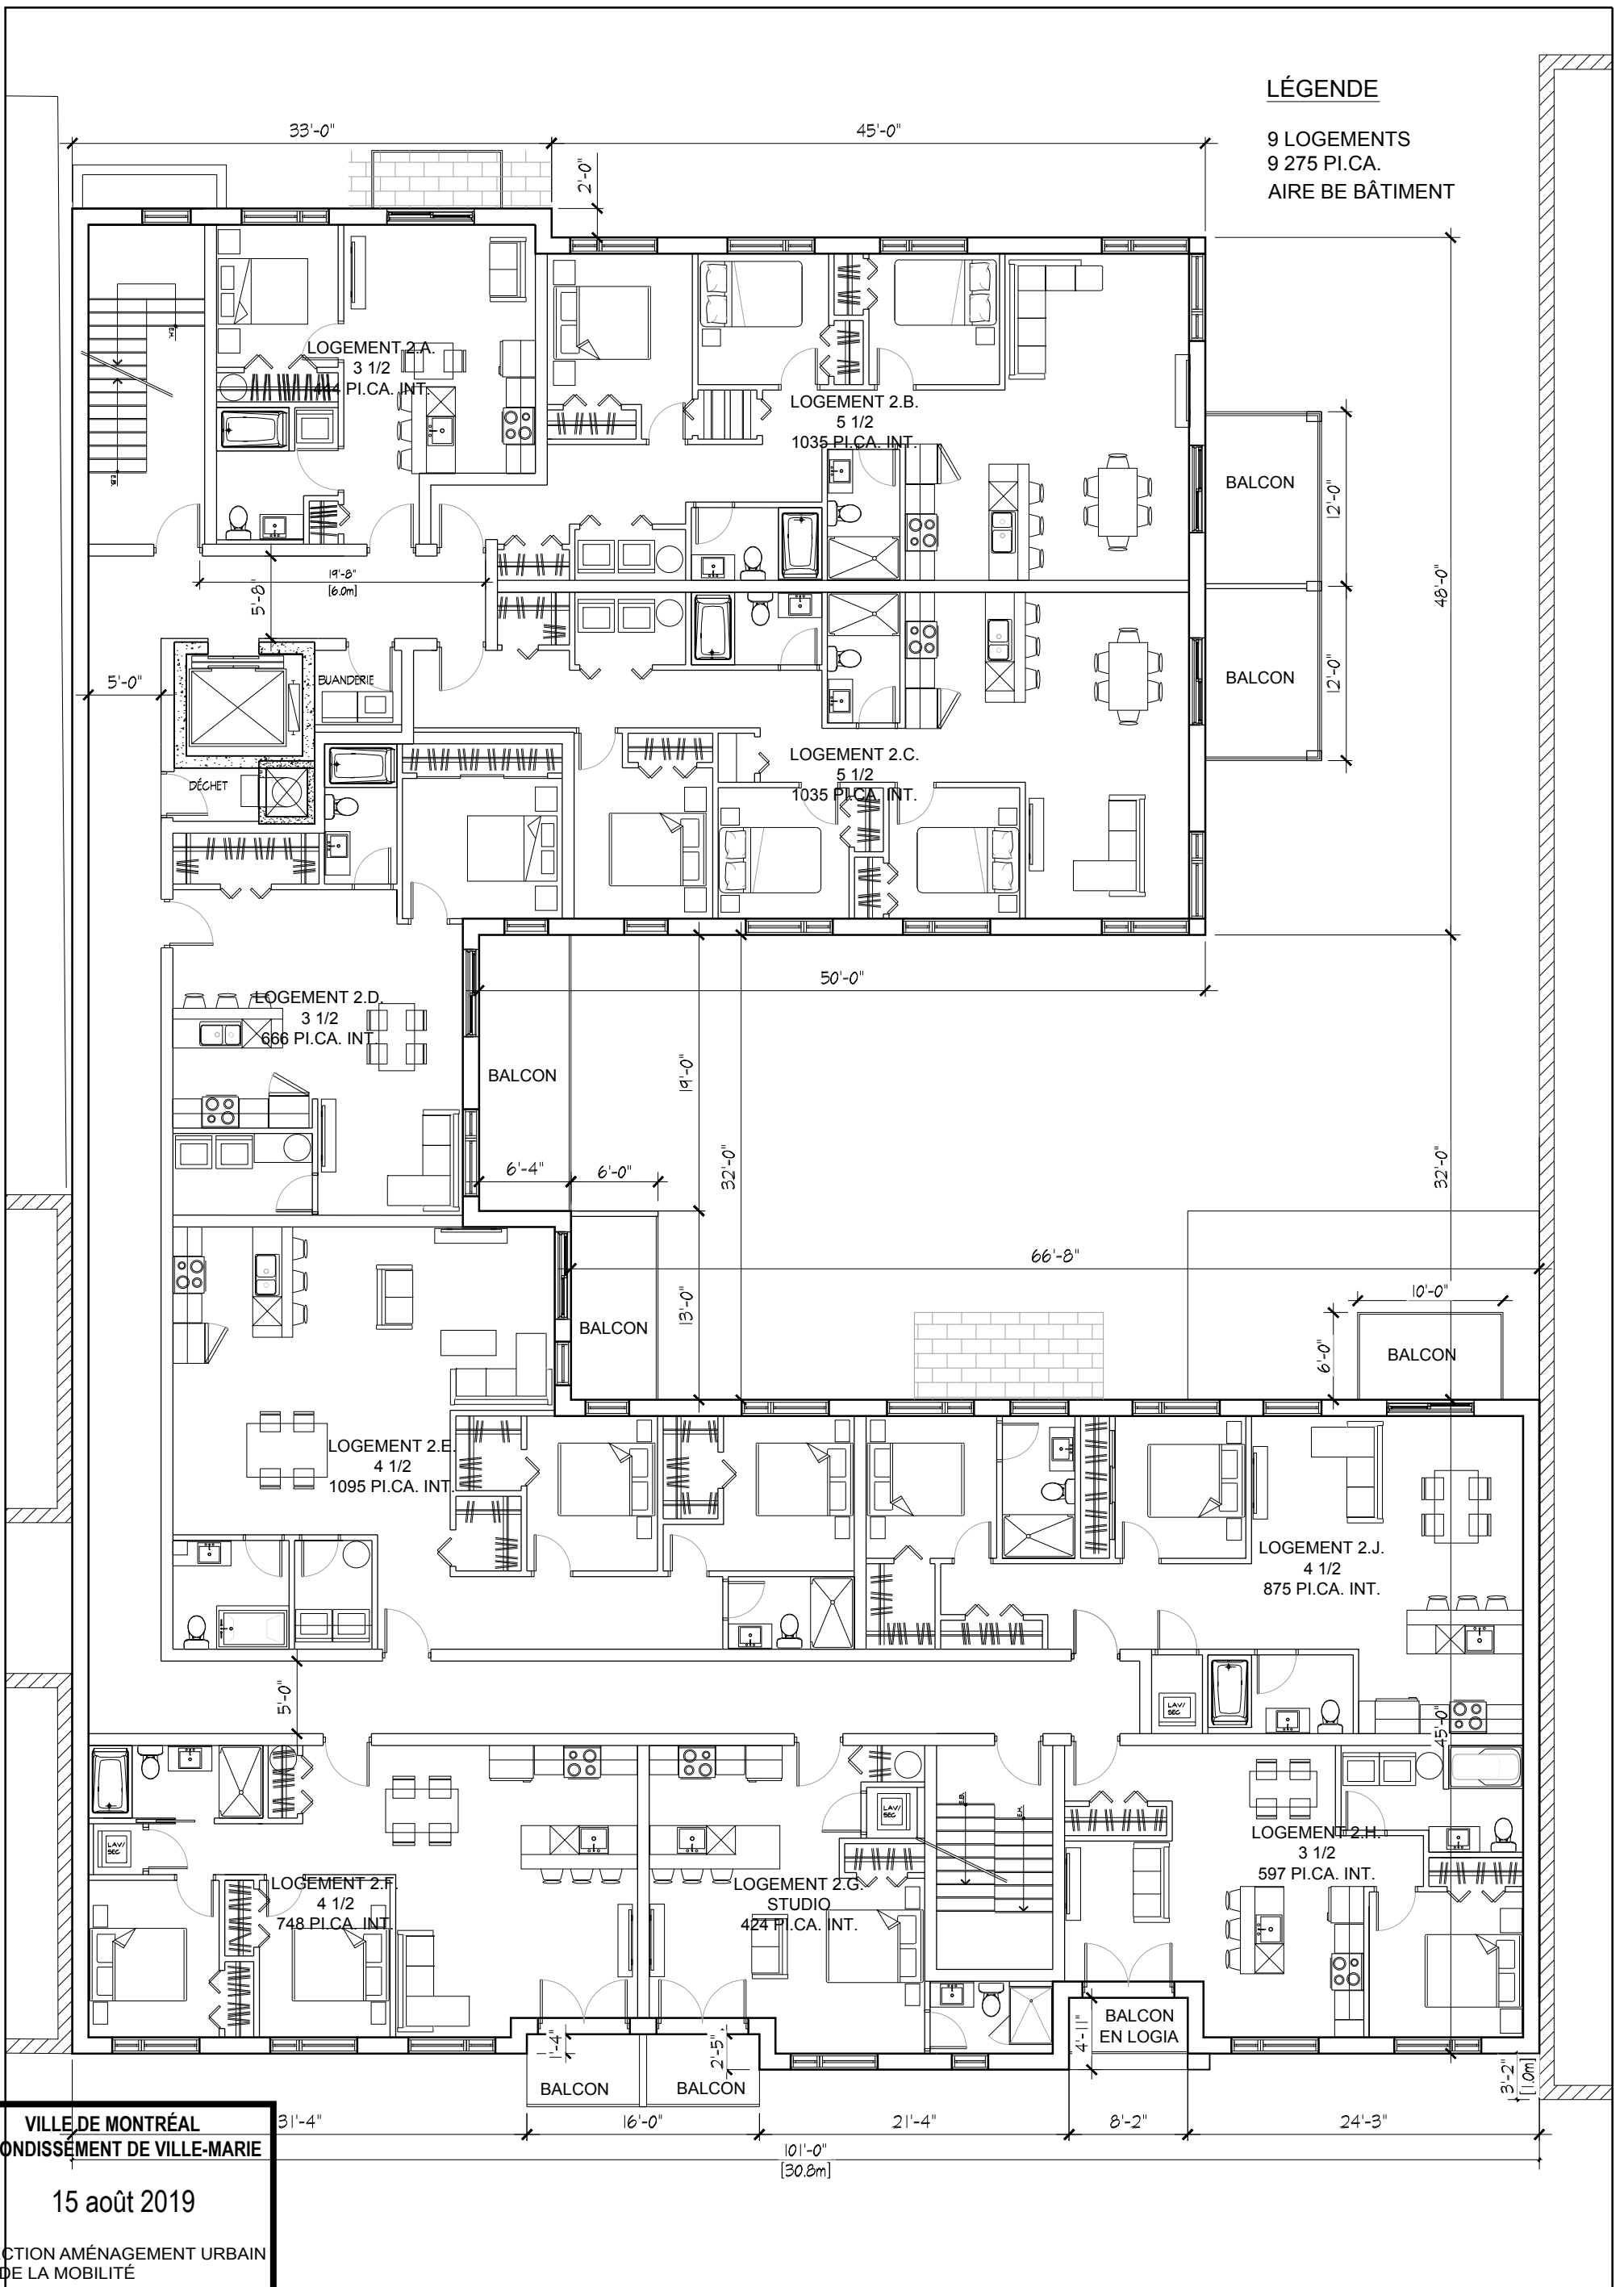 LÉGENDE
9 LOGEMENTS
9 275 PI.CA.
AIRE BE BÂTIMENT
33'-0"
45'-0"
2'-0"
LOGEMENT 2.A.
3 1/2
444 PI.CA. INT.
LOGEMENT 2.B.
5 1/2
1035 PI.CA. INT.
BALCON
12'-0"
48'-0"
19'-8"
[6.0m]
5'-8"
5'-0"
BUANDERIE
BALCON
12'-0"
DÉCHET
LOGEMENT 2.C.
5 1/2
1035 PI.CA. INT.
50'-0"
LOGEMENT 2.D.
3 1/2
666 PI.CA. INT.
BALCON
19'-0"
32'-0"
32'-0"
6'-4"
6'-0"
66'-8"
10'-0"
13'-0"
BALCON
6'-0"
BALCON
LOGEMENT 2.E.
4 1/2
1095 PI.CA. INT.
LOGEMENT 2.J.
4 1/2
875 PI.CA. INT.
5'-0"
LAV/
SEC
45'-0"
E.B.
E.H.
LAV/
SEC
LAV/
SEC
LOGEMENT 2.H.
3 1/2
597 PI.CA. INT.
LOGEMENT 2.F.
4 1/2
748 PI.CA. INT.
LOGEMENT 2.G.
STUDIO
424 PI.CA. INT.
1'-4"
2'-5"
4'-11"
BALCON
EN LOGIA
BALCON
BALCON
3'-2"
[1.0m]
31'-4"
16'-0"
21'-4"
8'-2"
24'-3"
101'-0"
[30.8m]
VILLE DE MONTRÉAL
ONDISSEMENT DE VILLE-MARIE
15 août 2019
CTION AMÉNAGEMENT URBAIN
DE LA MOBILITÉ